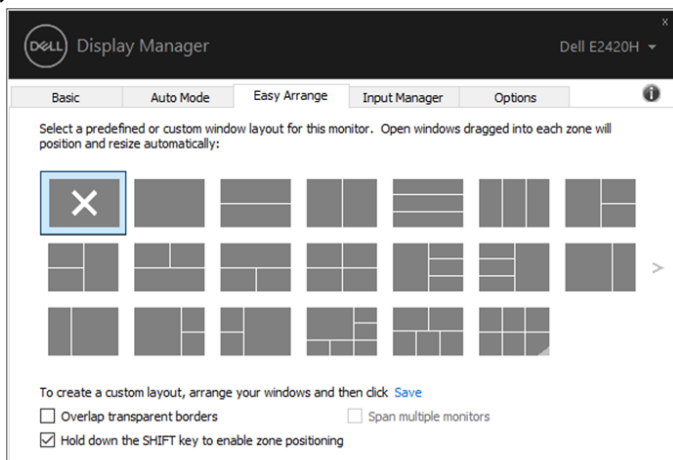 x
DELL Display Manager Dell E2420H
Basic Auto Mode Easy Arrange Input Manager Options
Select a predefined or custom window layout for this monitor. Open windows dragged into each zone will
position and resize automatically:
>
To create a custom layout, arrange your windows and then click Save
Overlap transparent borders Span multiple monitors
Hold down the SHIFT key to enable zone positioning